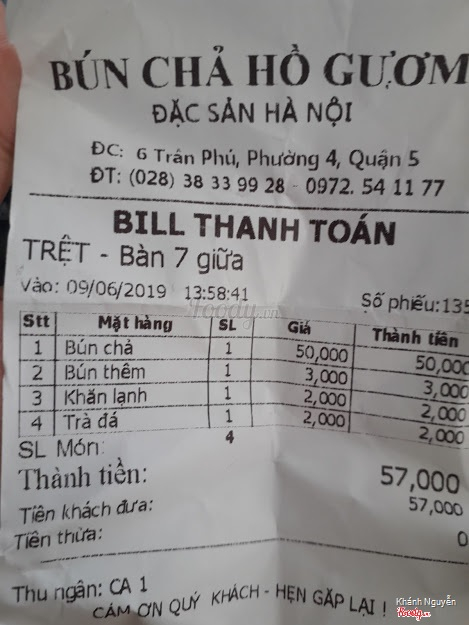 BÚN CHẢ HỒ GƯƠM
ĐẶC SẢN HÀ NỘI
ĐC: 6 Trần Phú, Phường 4, Quận 5
ĐT: (028) 38 33 99 28 - 0972. 54 11 77
BILL THANH TOÁN
TRỆT - Bàn 7 giữa
Vào: 09/06/2019 13:58:41 Số phiếu:135
Foody.vn
Stt Mặt hàng SL Giá Thành tiền
1 Bún chả 1 50,000 50,000
2 Bún thêm 1 3,000 3,000
3 Khăn lạnh 1 2,000 2,000
4 Trà đá 1 2,000 2,000
SL Món: 4
Thành tiền: 57,000
Tiền khách đưa: 57,000
Tiền thừa: 0
Thu ngân: CA 1
CÁM ƠN QUÝ KHÁCH - HẸN GẶP LẠI !
Khánh Nguyễn
Foody.vn